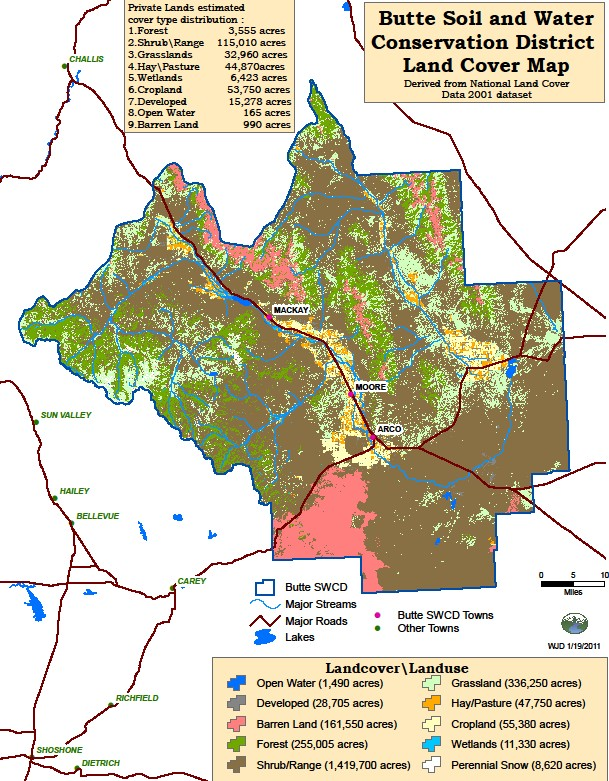 Private Lands estimated
cover type distribution :
1.Forest 3,555 acres
2.Shrub\Range 115,010 acres
3.Grasslands 32,960 acres
4.Hay\Pasture 44,870acres
5.Wetlands 6,423 acres
6.Cropland 53,750 acres
7.Developed 15,278 acres
8.Open Water 165 acres
9.Barren Land 990 acres
Butte Soil and Water
Conservation District
Land Cover Map
Derived from National Land Cover
Data 2001 dataset
CHALLIS
MACKAY
MOORE
ARCO
SUN VALLEY
HAILEY
BELLEVUE
CAREY
RICHFIELD
SHOSHONE
DIETRICH
Butte SWCD
Major Streams
Major Roads
Lakes
Butte SWCD Towns
Other Towns
0 5 10
Miles
WJD 1/19/2011
Landcover\Landuse
Open Water (1,490 acres)
Developed (28,705 acres)
Barren Land (161,550 acres)
Forest (255,005 acres)
Shrub/Range (1,419,700 acres)
Grassland (336,250 acres)
Hay/Pasture (47,750 acres)
Cropland (55,380 acres)
Wetlands (11,330 acres)
Perennial Snow (8,620 acres)